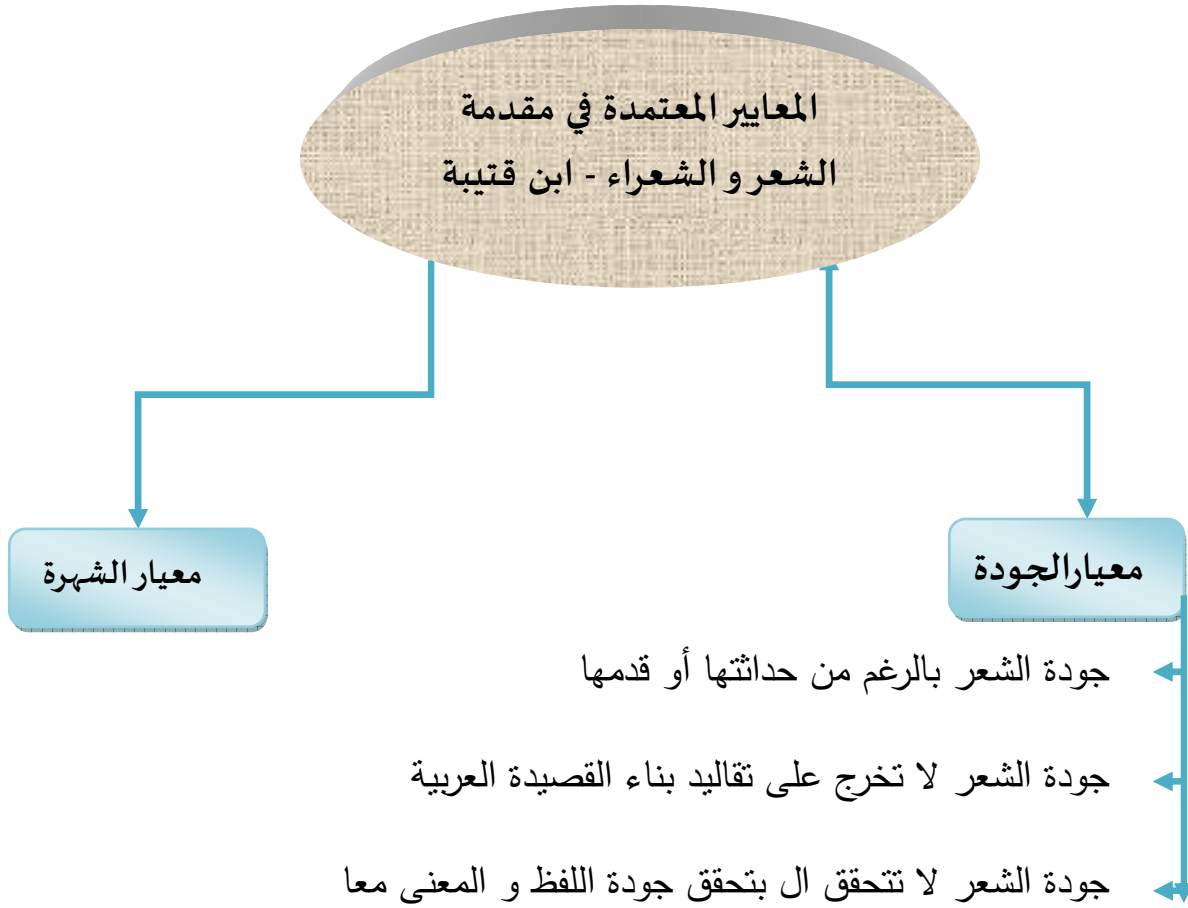 المعايير المعتمدة في مقدمة
الشعر و الشعراء - ابن قتيبة
معيارالجودة
معيار الشهرة
جودة الشعر بالرغم من حداثتها أو قدمها
جودة الشعر لا تخرج على تقاليد بناء القصيدة العربية
جودة الشعر لا تتحقق ال بتحقق جودة اللفظ و المعنى معا